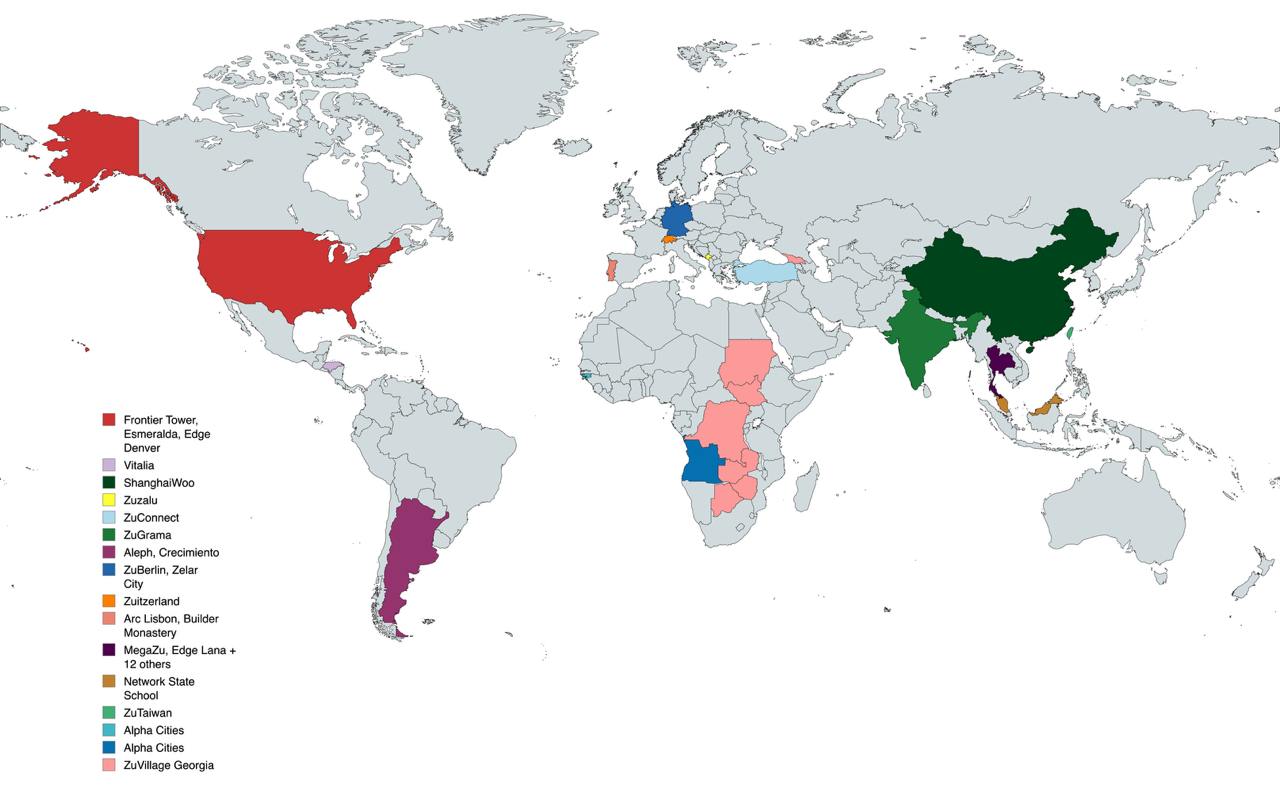 Frontier Tower,
Esmeralda, Edge
Denver
Vitalia
ShanghaiWoo
Zuzalu
ZuConnect
ZuGrama
Aleph, Crecimiento
ZuBerlin, Zelar
City
Zuitzerland
Arc Lisbon, Builder
Monastery
MegaZu, Edge Lana +
12 others
Network State
School
ZuTaiwan
Alpha Cities
Alpha Cities
ZuVillage Georgia